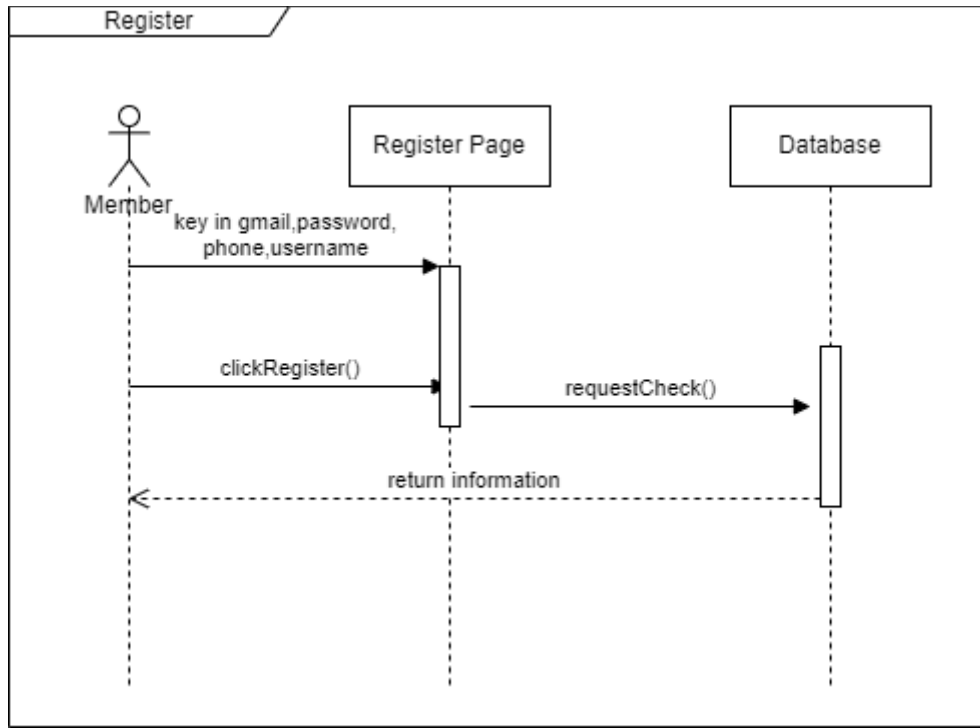 Register
Register Page
Database
Member
key in gmail,password,
phone,username
clickRegister()
requestCheck()
return information